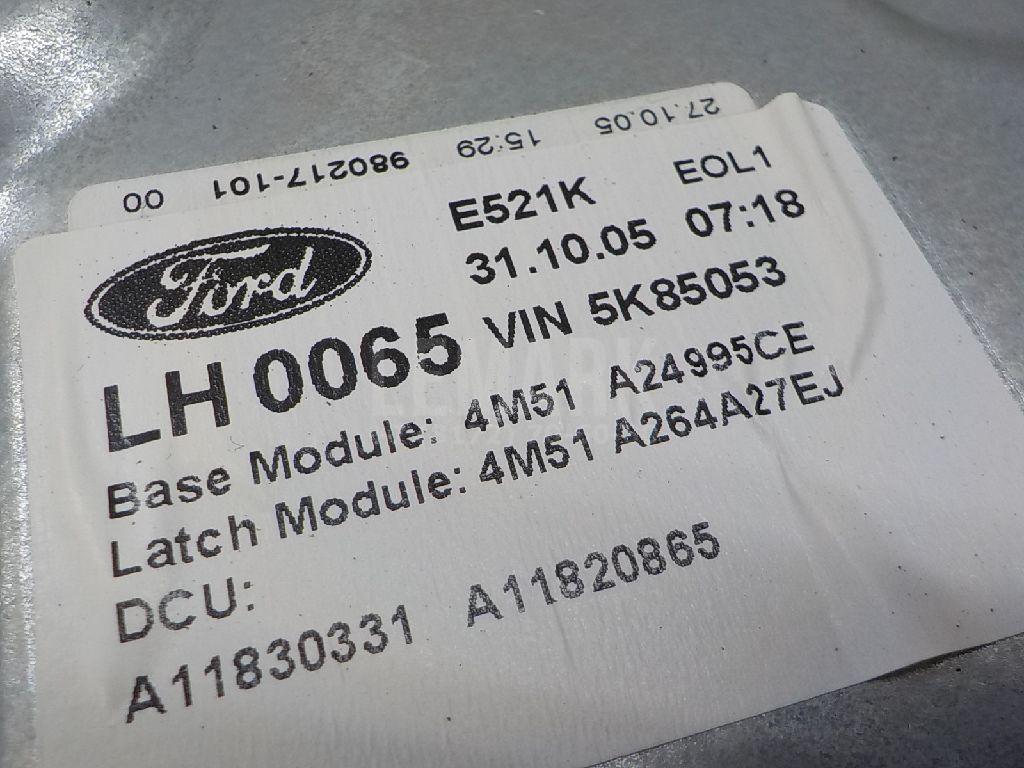 00 980217-101 15:29 27.10.05
Ford E521K EOL1
31.10.05 07:18
LH 0065 VIN 5K85053
Base Module: 4M51 A24995CE
Latch Module: 4M51 A264A27EJ
DCU:
A11830331 A11820865